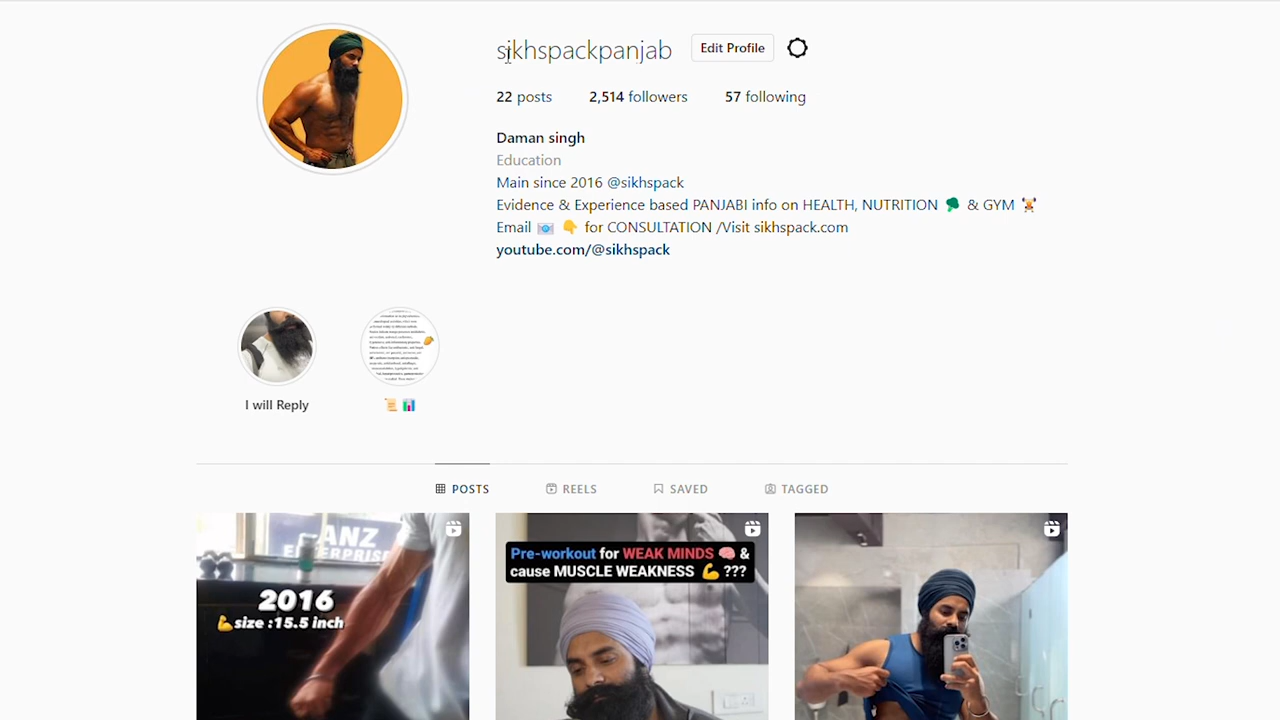 sikhspackpanjab Edit Profile
22 posts 2,514 followers 57 following
Daman singh
Education
Main since 2016 @sikhspack
Evidence & Experience based PANJABI info on HEALTH, NUTRITION 🥦 & GYM 🏋
Email 📧 👇 for CONSULTATION /Visit sikhspack.com
youtube.com/@sikhspack
I will Reply 📜 📊
POSTS REELS SAVED TAGGED
ANZ
ENTERPRISE
2016
💪size :15.5 inch
Pre-workout for WEAK MINDS 🧠 &
cause MUSCLE WEAKNESS 💪 ???